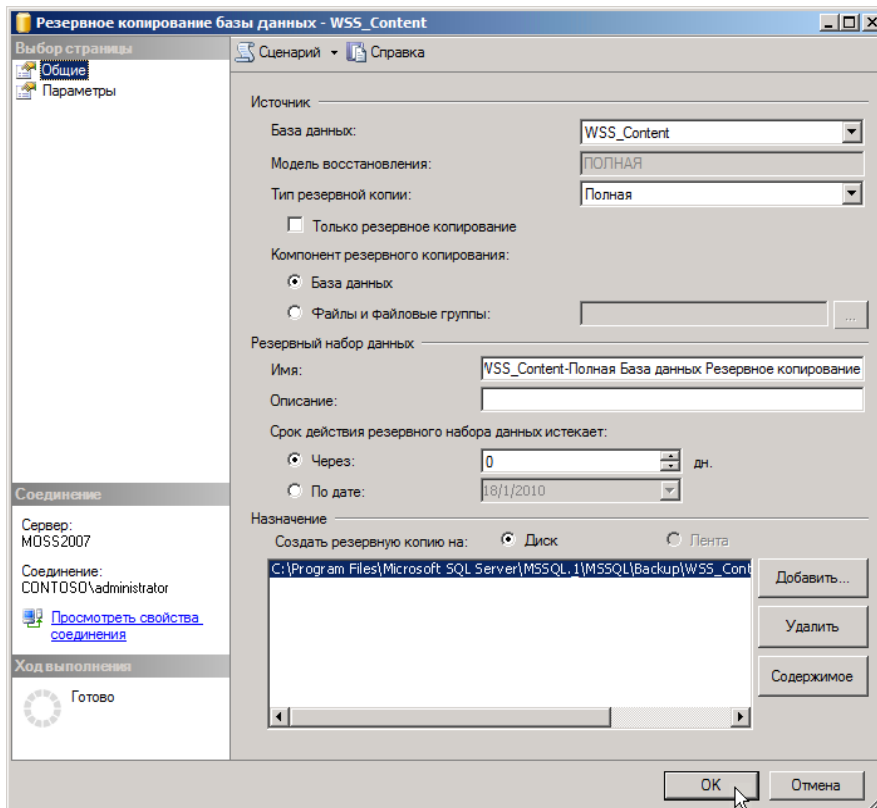 Резервное копирование базы данных - WSS_Content
Выбор страницы
Общие
Параметры
Сценарий Справка
Источник
База данных: WSS_Content
Модель восстановления: ПОЛНАЯ
Тип резервной копии: Полная
Только резервное копирование
Компонент резервного копирования:
База данных
Файлы и файловые группы: ...
Резервный набор данных
Имя: WSS_Content-Полная База данных Резервное копирование
Описание:
Срок действия резервного набора данных истекает:
Через: 0 дн.
По дате: 18/1/2010
Назначение
Создать резервную копию на: Диск Лента
C:\Program Files\Microsoft SQL Server\MSSQL.1\MSSQL\Backup\WSS_Cont
Добавить...
Удалить
Содержимое
Соединение
Сервер:
MOSS2007
Соединение:
CONTOSO\administrator
Просмотреть свойства
соединения
Ход выполнения
Готово
OK Отмена